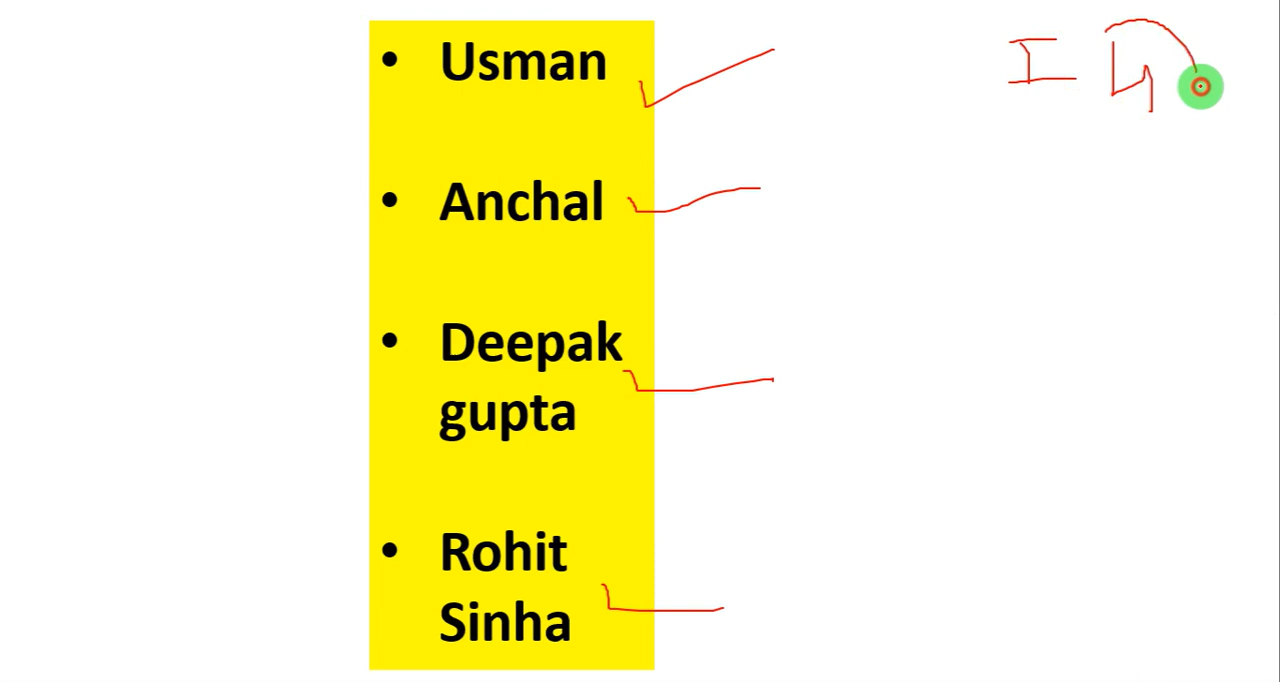 • Usman
• Anchal
• Deepak
gupta
• Rohit
Sinha